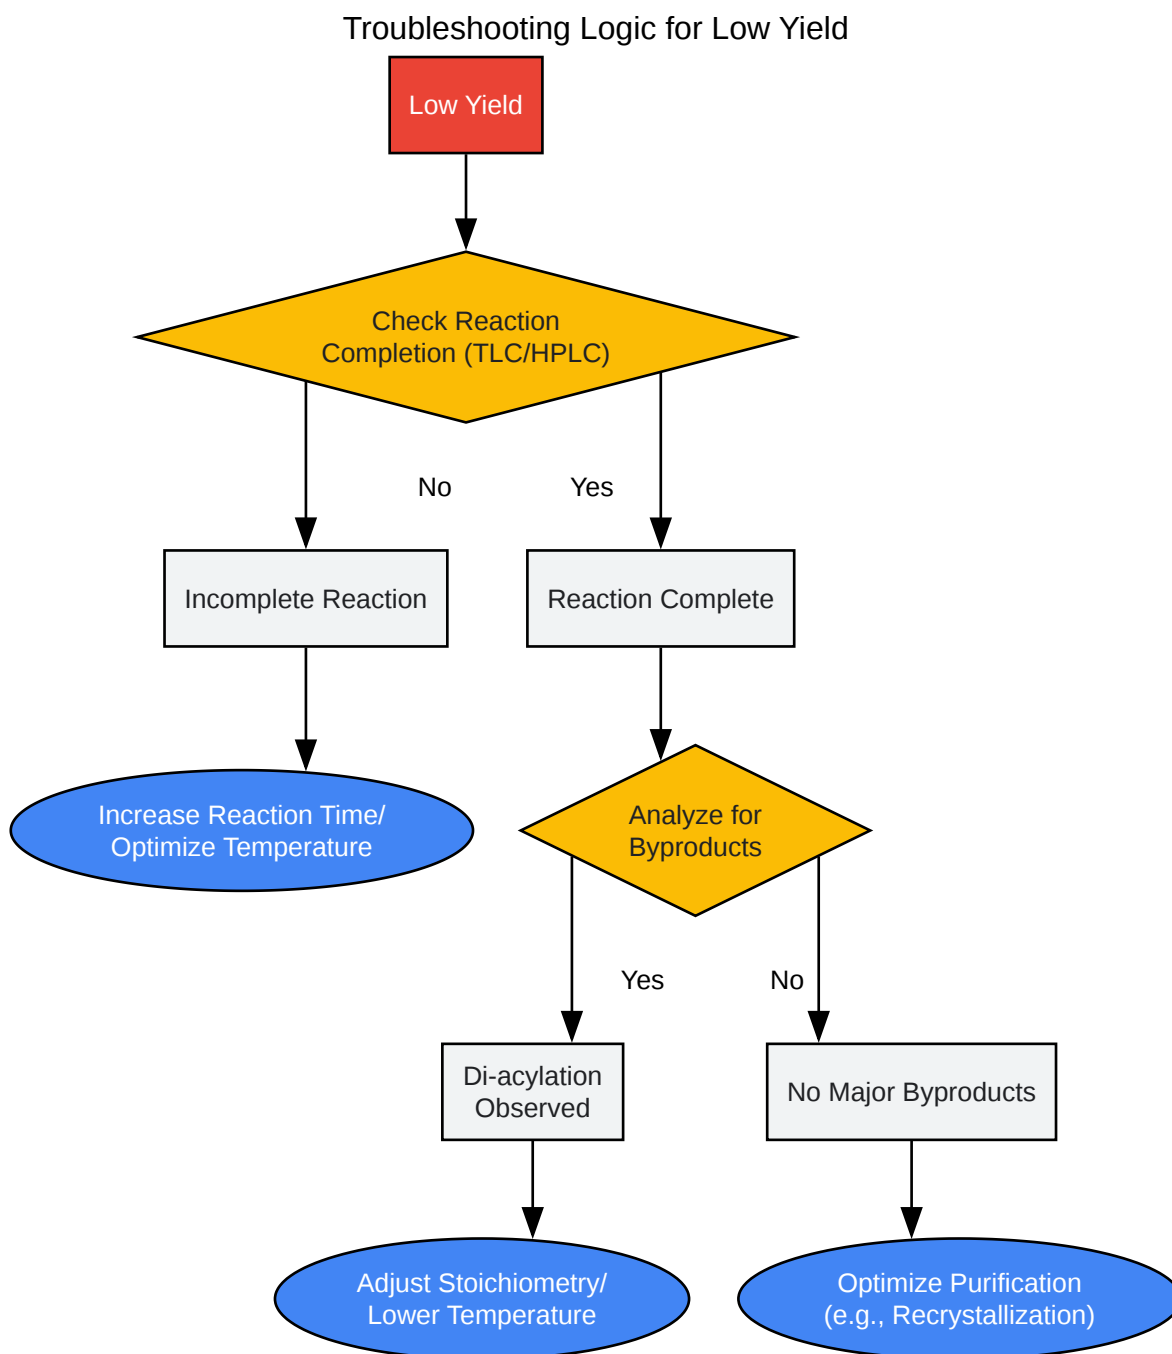 Troubleshooting Logic for Low Yield
Low Yield
Check Reaction
Completion (TLC/HPLC)
No
Yes
Incomplete Reaction
Reaction Complete
Increase Reaction Time/
Optimize Temperature
Analyze for
Byproducts
Yes
No
Di-acylation
Observed
No Major Byproducts
Adjust Stoichiometry/
Lower Temperature
Optimize Purification
(e.g., Recrystallization)